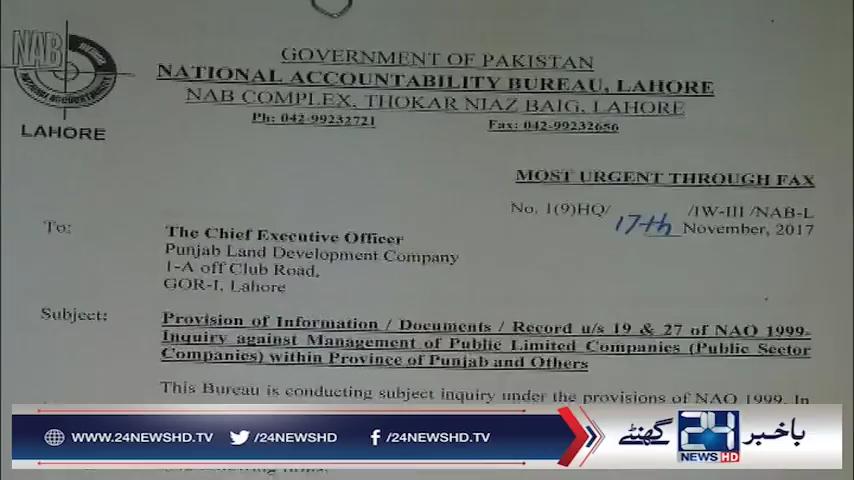 NAB
LAHORE
GOVERNMENT OF PAKISTAN
NATIONAL ACCOUNTABILITY BUREAU, LAHORE
NAB COMPLEX, THOKAR NIAZ BAIG, LAHORE
Ph: 042-99232721 Fax: 042-99232656
MOST URGENT THROUGH FAX
No. 1(9)HQ/ /IW-III /NAB-L
17th November, 2017
To: The Chief Executive Officer
Punjab Land Development Company
1-A off Club Road,
GOR-I, Lahore
Subject: Provision of Information / Documents / Record u/s 19 & 27 of NAO 1999-
Inquiry against Management of Public Limited Companies (Public Sector
Companies) within Province of Punjab and Others
This Bureau is conducting subject inquiry under the provisions of NAO 1999. In
WWW.24NEWSHD.TV /24NEWSHD /24NEWSHD.TV
باخبر 24 گھنٹے
NEWS HD